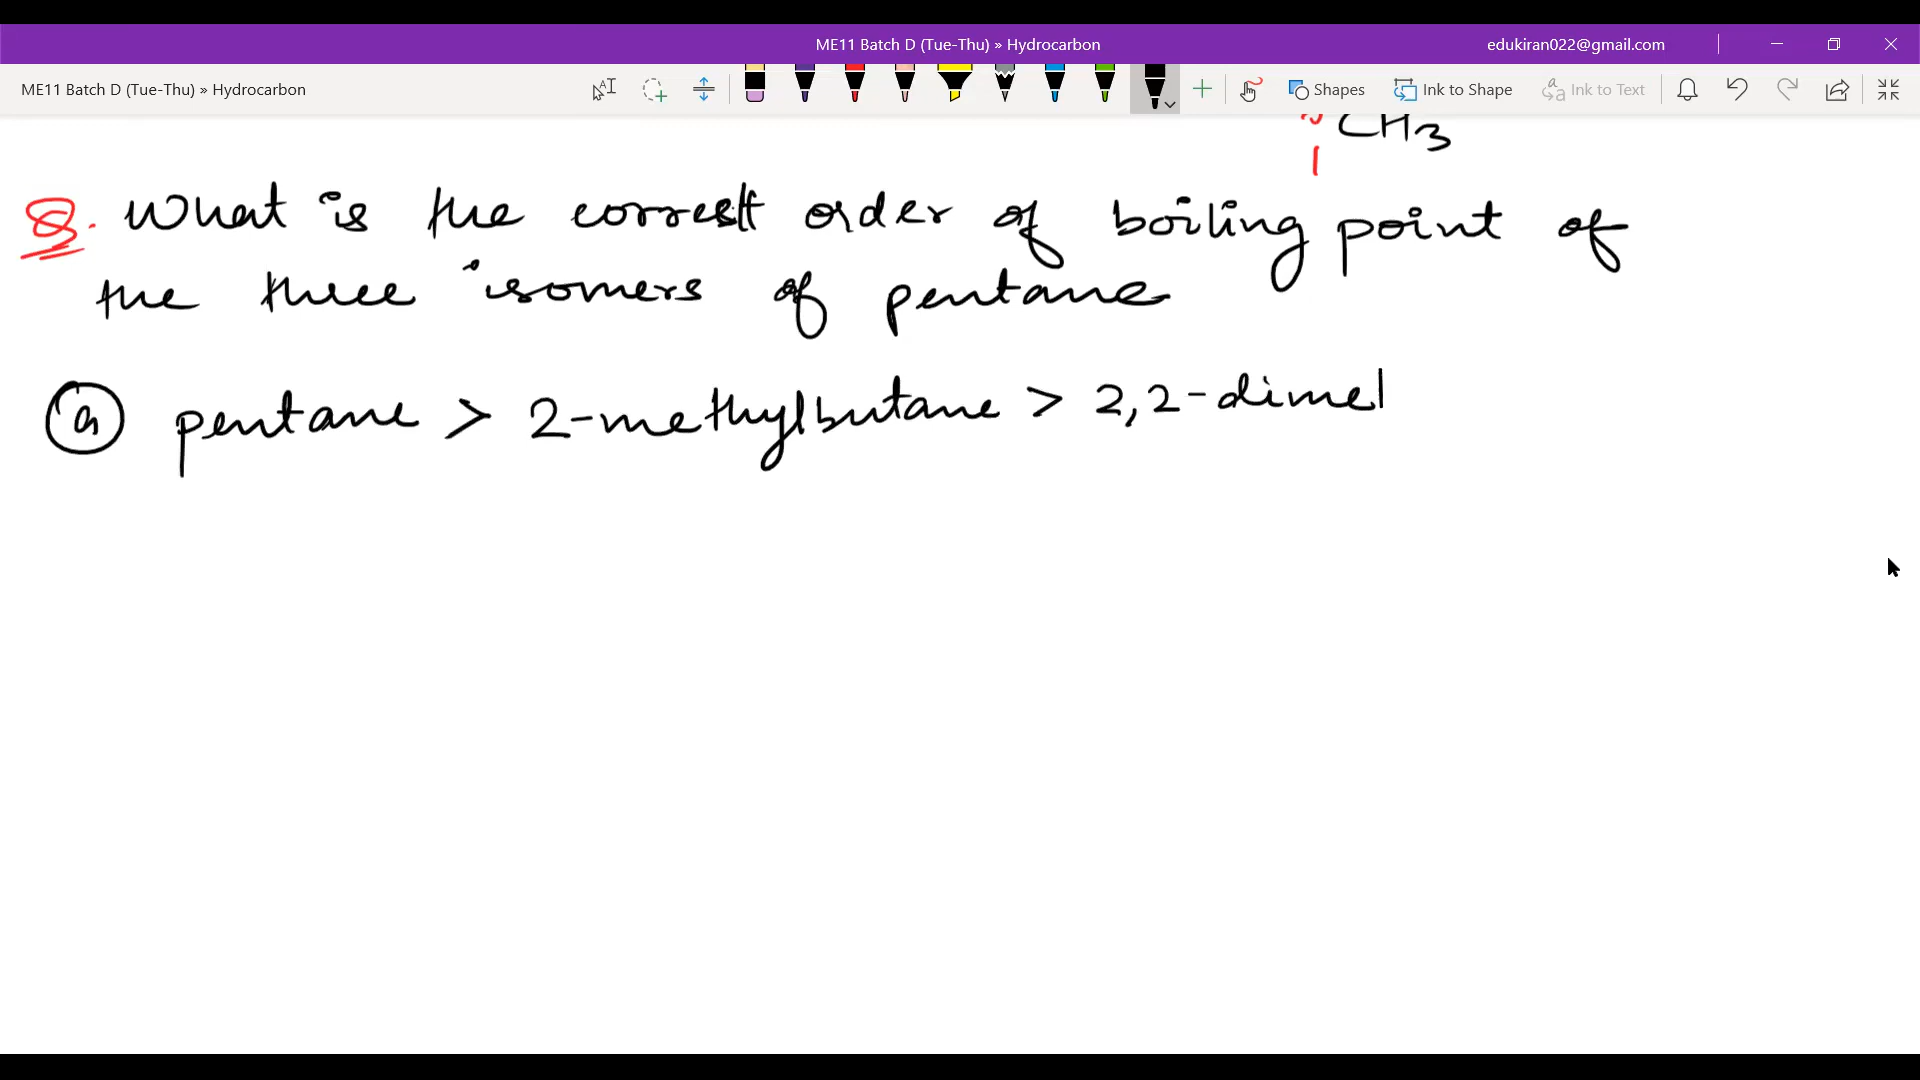 ME11 Batch D (Tue-Thu) » Hydrocarbon
edukiran022@gmail.com
ME11 Batch D (Tue-Thu) » Hydrocarbon
Shapes
Ink to Shape
Ink to Text
CH3
1
Q. What is the correct order of boiling point of
the three isomers of pentane
(a) pentane > 2-methylbutane > 2,2-dimel